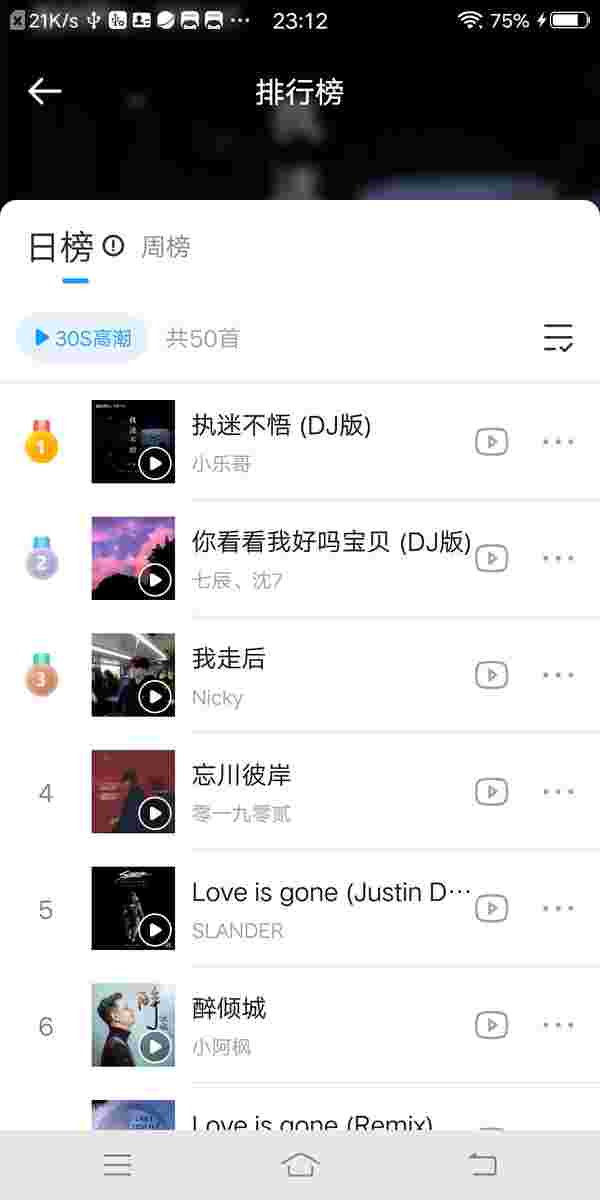 21K/s 23:12 75%
排行榜
日榜 周榜
30S高潮 共50首
1
执迷不悟 (DJ版)
小乐哥
2
你看看我好吗宝贝 (DJ版)
七辰、沈7
3
我走后
Nicky
4
忘川彼岸
零一九零贰
5
Love is gone (Justin D…
SLANDER
6
醉倾城
小阿枫
Love is gone (Remix)